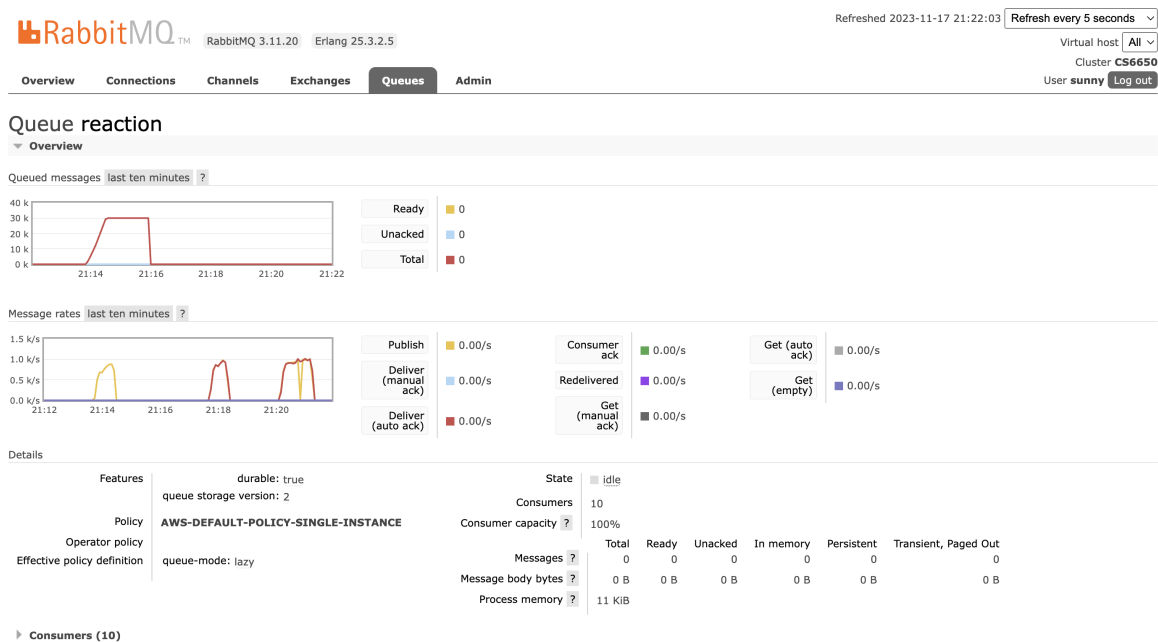 Refreshed 2023-11-17 21:22:03 Refresh every 5 seconds
RabbitMQ TM RabbitMQ 3.11.20 Erlang 25.3.2.5
Virtual host All
Cluster CS6650
User sunny Log out
Overview Connections Channels Exchanges Queues Admin
Queue reaction
Overview
Queued messages last ten minutes ?
40 k
30 k
20 k
10 k
0 k
21:14 21:16 21:18 21:20 21:22
Ready 0
Unacked 0
Total 0
Message rates last ten minutes ?
1.5 k/s
1.0 k/s
0.5 k/s
0.0 k/s
21:12 21:14 21:16 21:18 21:20
Publish 0.00/s
Deliver
(manual
ack)
0.00/s
Deliver
(auto ack)
0.00/s
Consumer
ack
0.00/s
Redelivered 0.00/s
Get
(manual
ack)
0.00/s
Get (auto
ack)
0.00/s
Get
(empty)
0.00/s
Details
Features durable: true
queue storage version: 2
Policy AWS-DEFAULT-POLICY-SINGLE-INSTANCE
Operator policy
Effective policy definition queue-mode: lazy
State idle
Consumers 10
Consumer capacity ? 100%
Total Ready Unacked In memory Persistent Transient, Paged Out
Messages ? 0 0 0 0 0 0
Message body bytes ? 0 B 0 B 0 B 0 B 0 B 0 B
Process memory ? 11 KiB
Consumers (10)